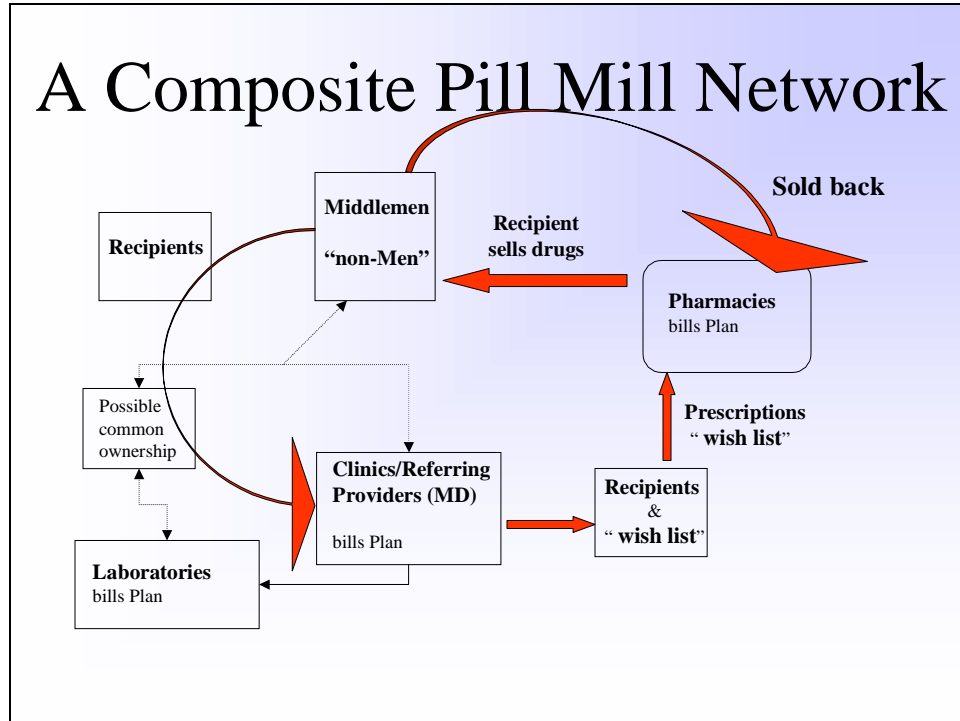 A Composite Pill Mill Network
Sold back
Middlemen
“non-Men”
Recipient
sells drugs
Recipients
Pharmacies
bills Plan
Possible
common
ownership
Prescriptions
“ wish list”
Clinics/Referring
Providers (MD)
bills Plan
Recipients
&
“ wish list”
Laboratories
bills Plan